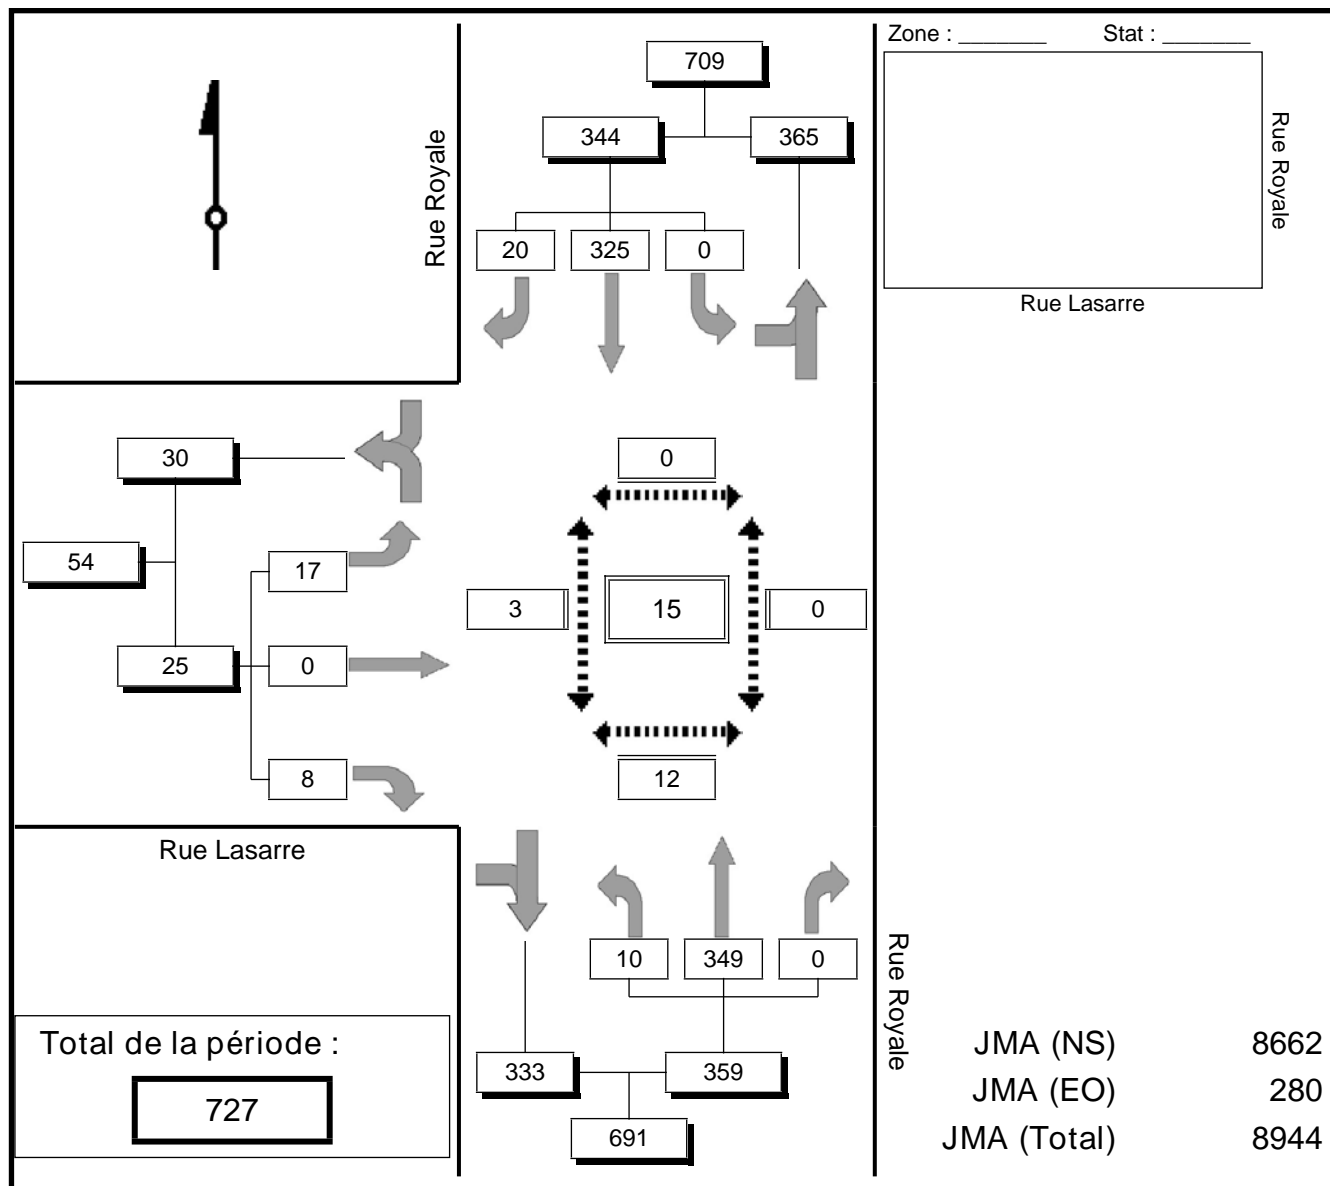 Zone : _______ Stat : _______
709
344
365
Rue Royale
Rue Royale
20
325
0
Rue Lasarre
30
0
54
17
3
15
0
25
0
8
12
Rue Lasarre
10
349
0
Rue Royale
Total de la période :
727
333
359
691
JMA (NS) 8662
JMA (EO) 280
JMA (Total) 8944